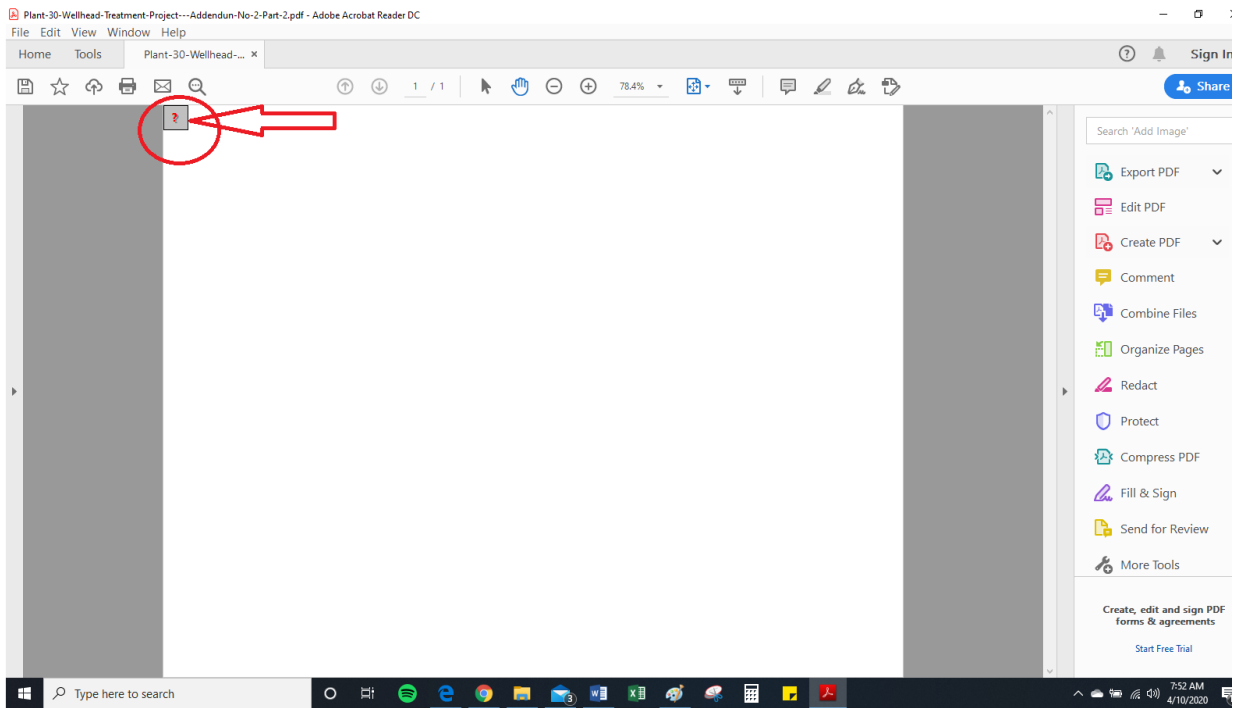 Plant-30-Wellhead-Treatment-Project---Addendun-No-2-Part-2.pdf - Adobe Acrobat Reader DC
File Edit View Window Help
Home Tools Plant-30-Wellhead-... × ? Sign In
1 / 1 78.4% Share
?
Search 'Add Image'
Export PDF
Edit PDF
Create PDF
Comment
Combine Files
Organize Pages
Redact
Protect
Compress PDF
Fill & Sign
Send for Review
More Tools
Create, edit and sign PDF
forms & agreements
Start Free Trial
Type here to search 3 7:52 AM
4/10/2020